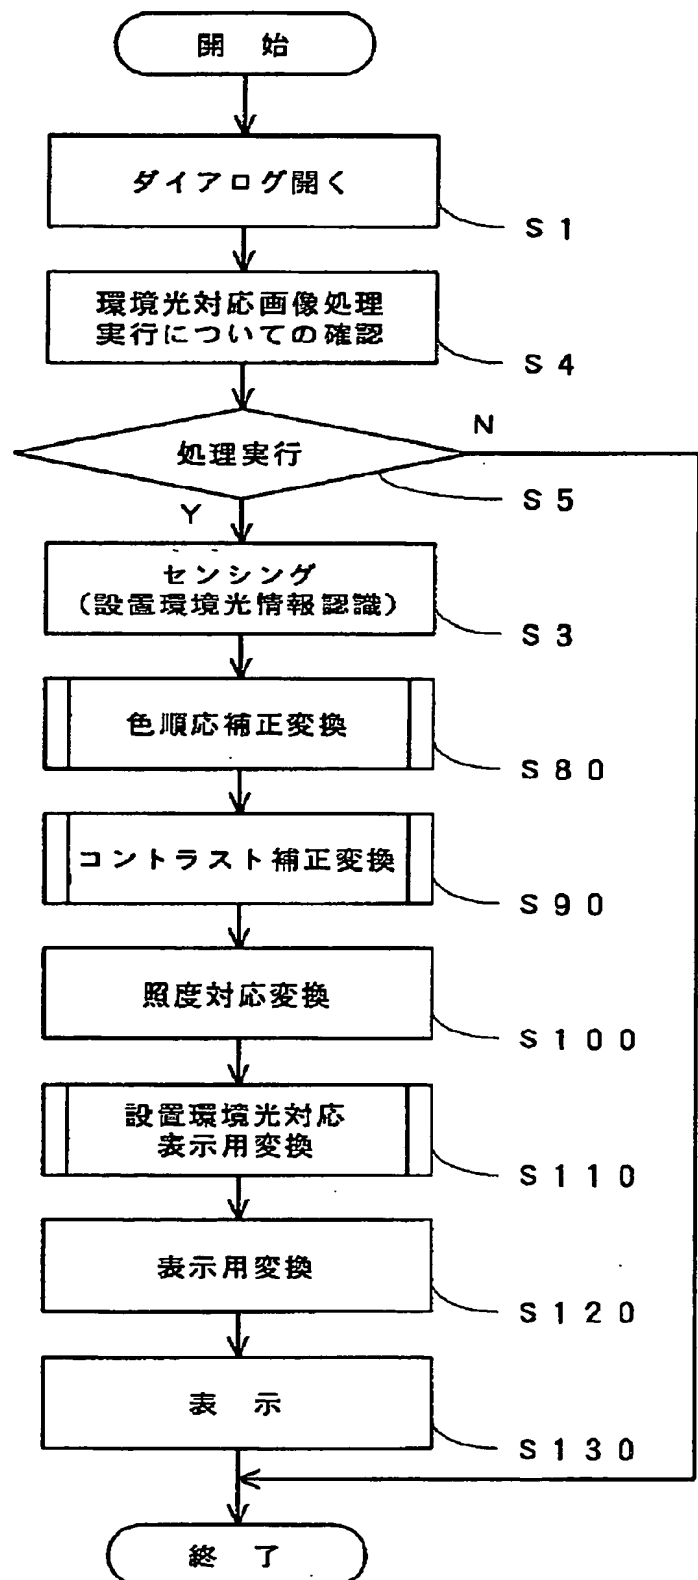 開 始
ダイアログ開く
S1
環境光対応画像処理
実行についての確認
S4
処理実行
N
S5
Y
センシング
(設置環境光情報認識)
S3
色順応補正変換
S80
コントラスト補正変換
S90
照度対応変換
S100
設置環境光対応
表示用変換
S110
表示用変換
S120
表 示
S130
終 了